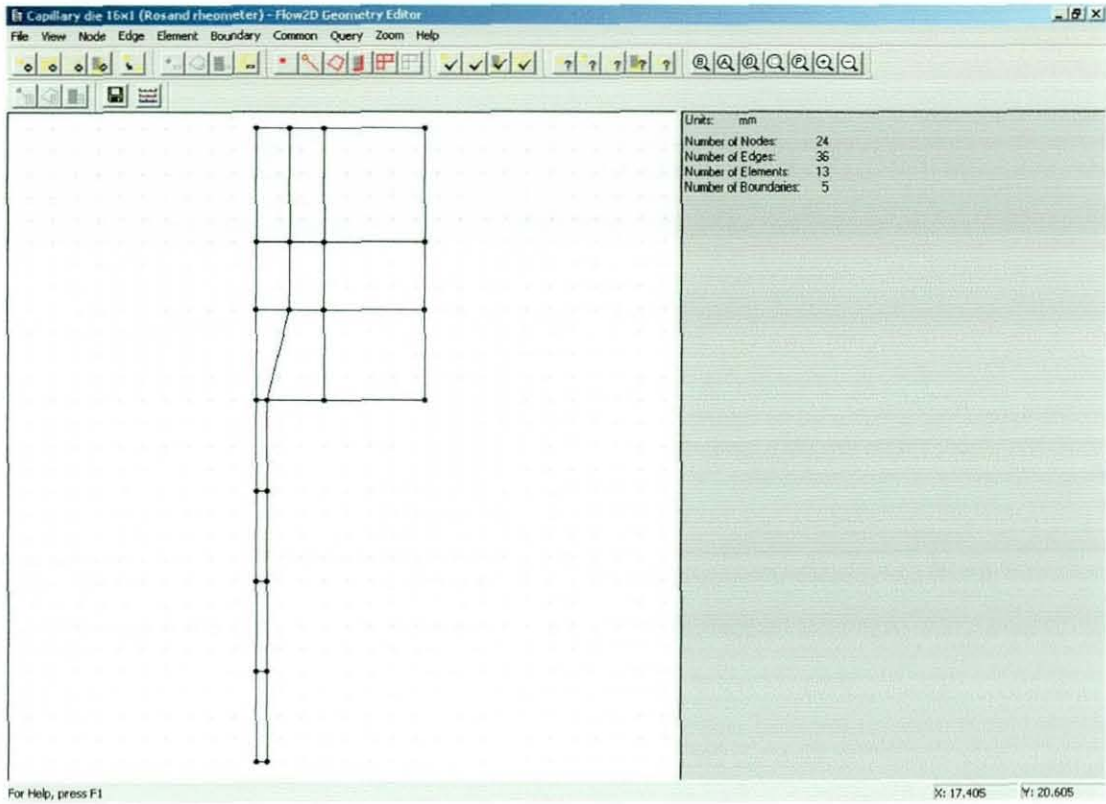 Capillary die 16x1 (Rosand rheometer) - Flow2D Geometry Editor
File View Node Edge Element Boundary Common Query Zoom Help
Units: mm
Number of Nodes: 24
Number of Edges: 36
Number of Elements: 13
Number of Boundaries: 5
For Help, press F1 X: 17.405 Y: 20.605